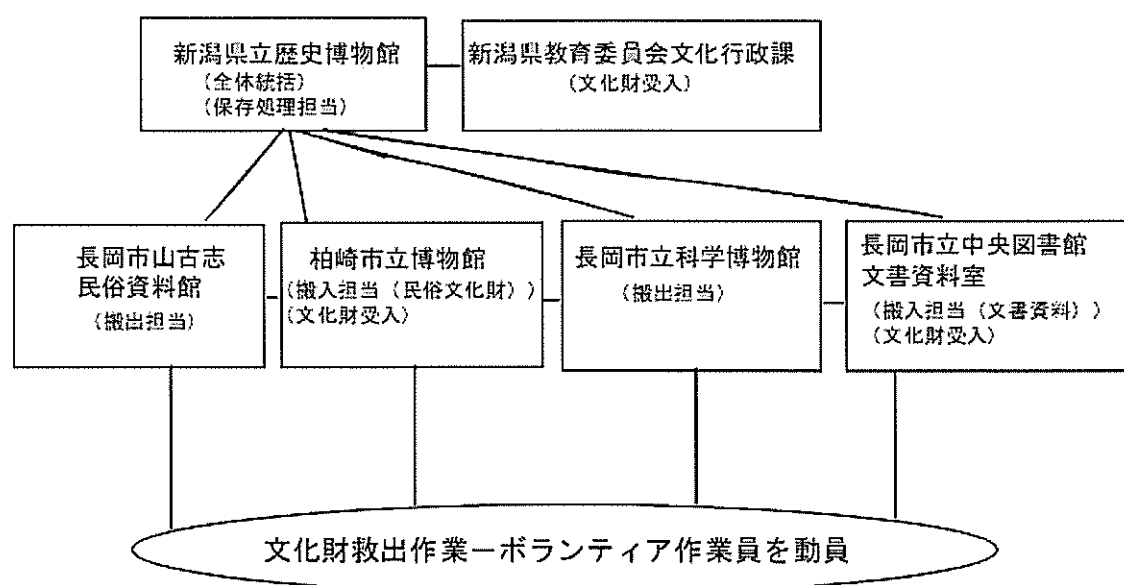 新潟県立歴史博物館
(全体統括)
(保存処理担当)
新潟県教育委員会文化行政課
(文化財受入)
長岡市山古志
民俗資料館
(搬出担当)
柏崎市立博物館
(搬入担当(民俗文化財))
(文化財受入)
長岡市立科学博物館
(搬出担当)
長岡市立中央図書館
文書資料室
(搬入担当(文書資料))
(文化財受入)
文化財救出作業ーボランティア作業員を動員